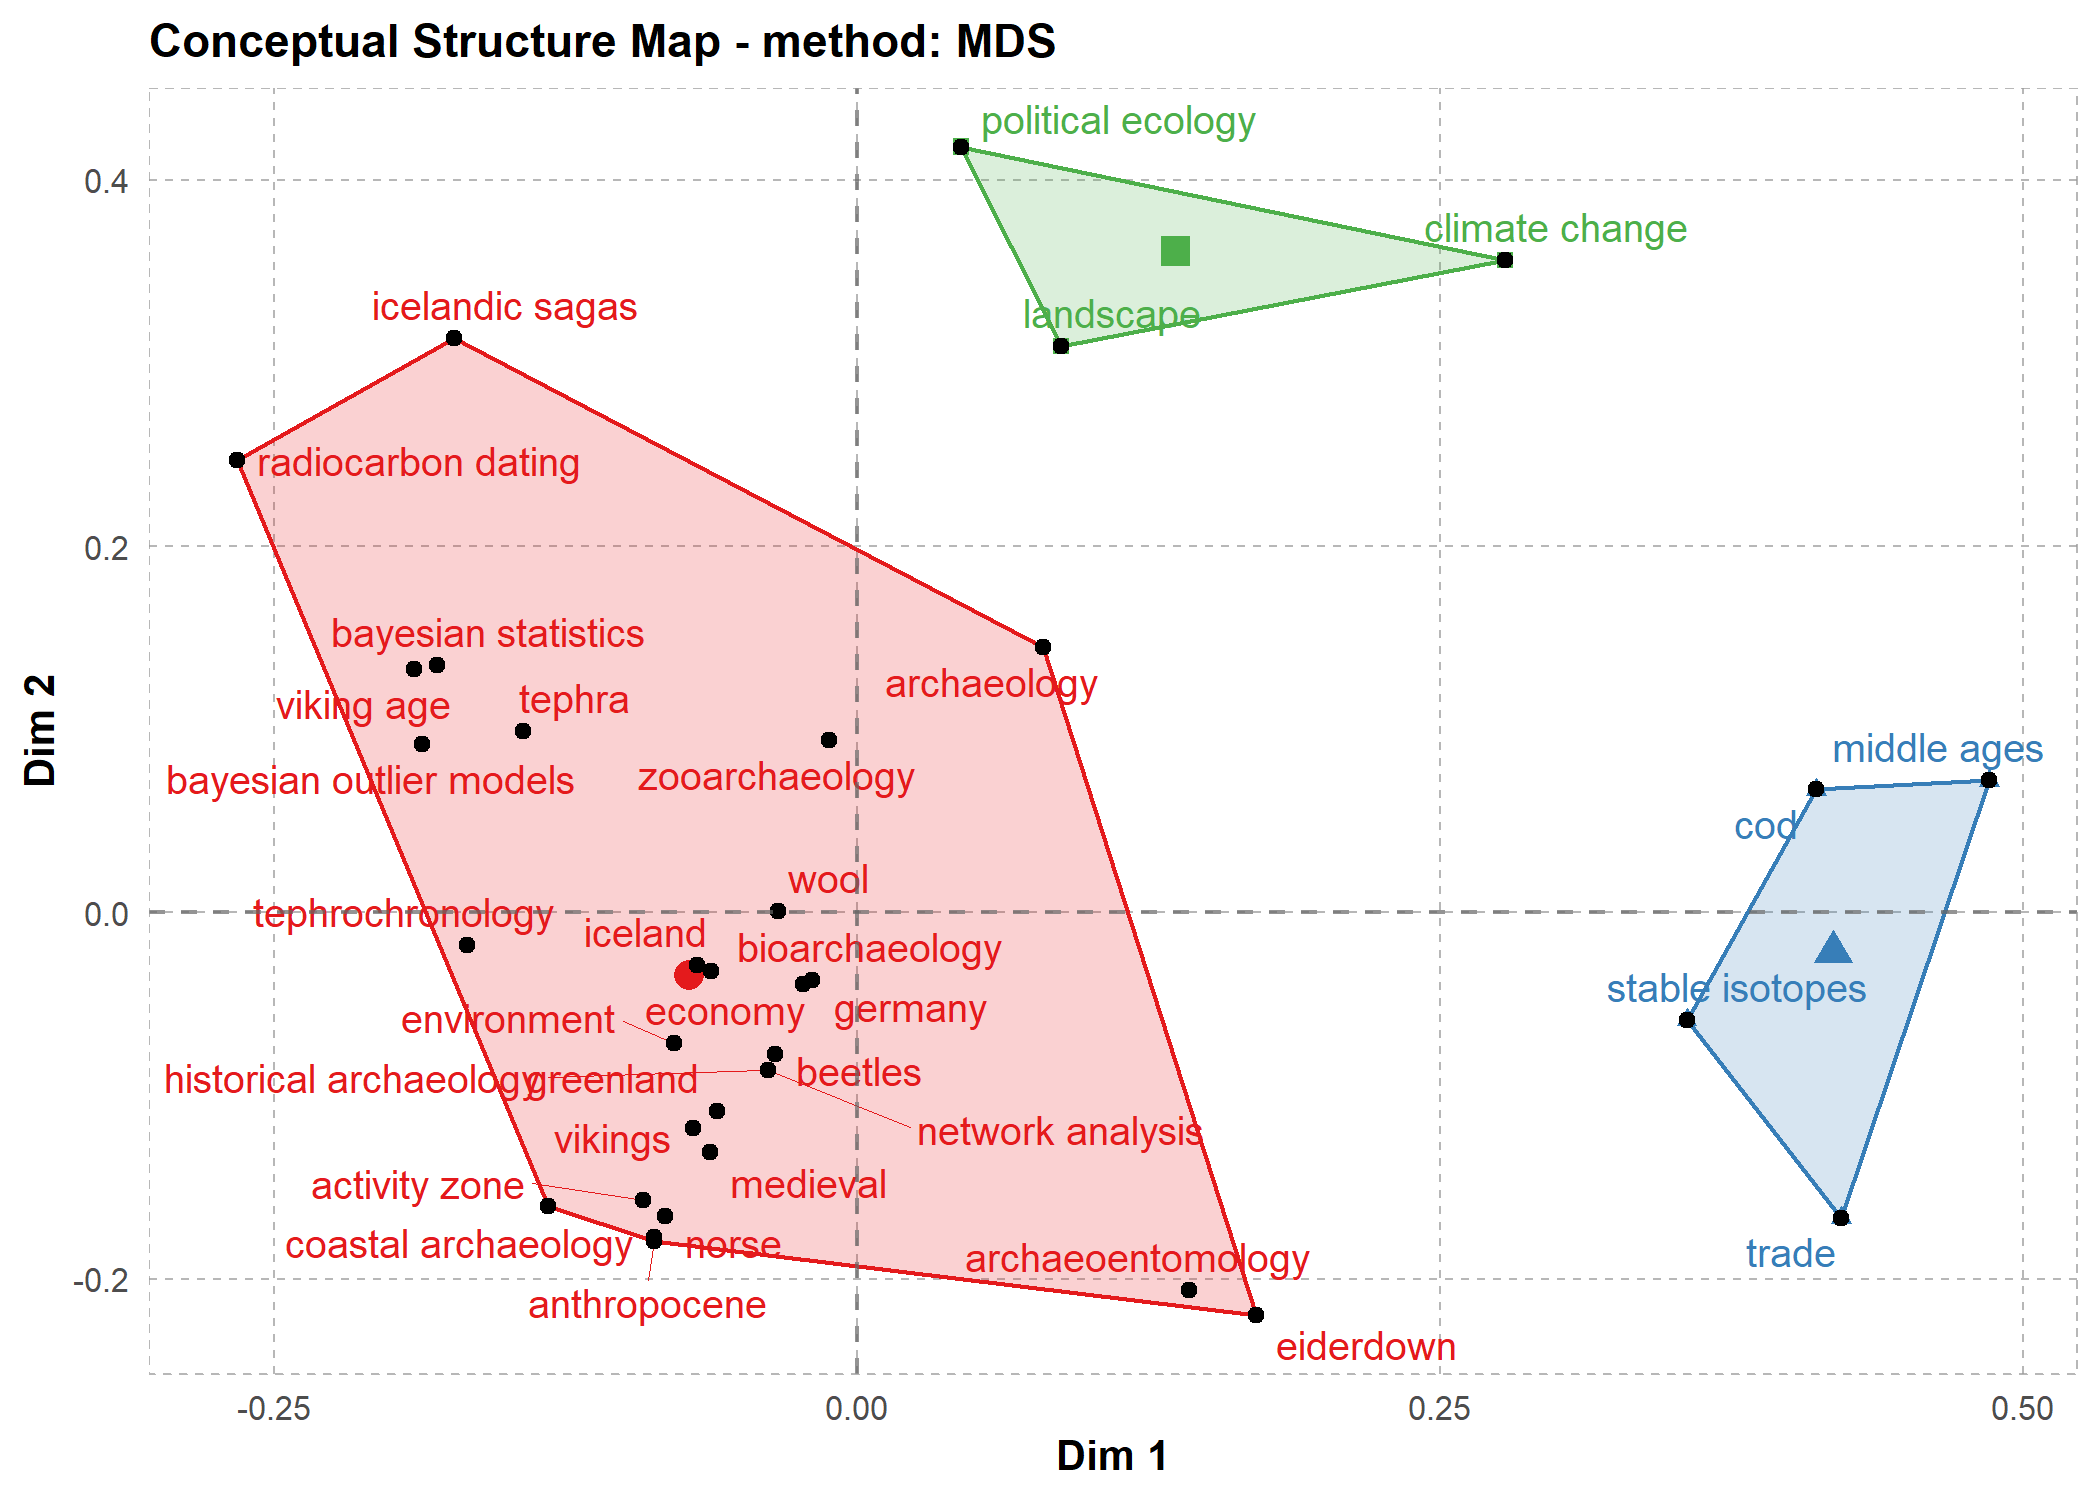 Conceptual Structure Map - method: MDS
political ecology
0.4
climate change
icelandic sagas
landscape
radiocarbon dating
0.2
bayesian statistics
archaeology
viking age
tephra
Dim 2
middle ages
bayesian outlier models
zooarchaeology
cod
wool
0.0
tephrochronology
iceland
bioarchaeology
stable isotopes
economy
germany
environment
beetles
historical archaeology
greenland
network analysis
vikings
activity zone
medieval
coastal archaeology
norse
trade
archaeoentomology
-0.2
anthropocene
eiderdown
-0.25
0.00
0.25
0.50
Dim 1